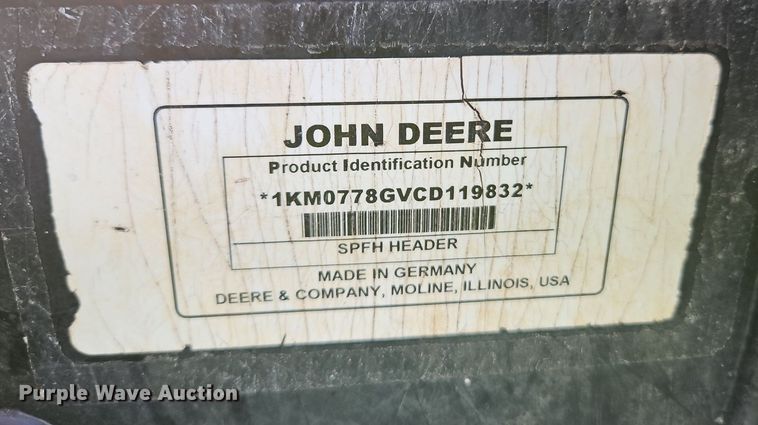 JOHN DEERE
Product Identification Number
*1KM0778GVCD119832*
SPFH HEADER
MADE IN GERMANY
DEERE & COMPANY, MOLINE, ILLINOIS, USA
Purple Wave Auction